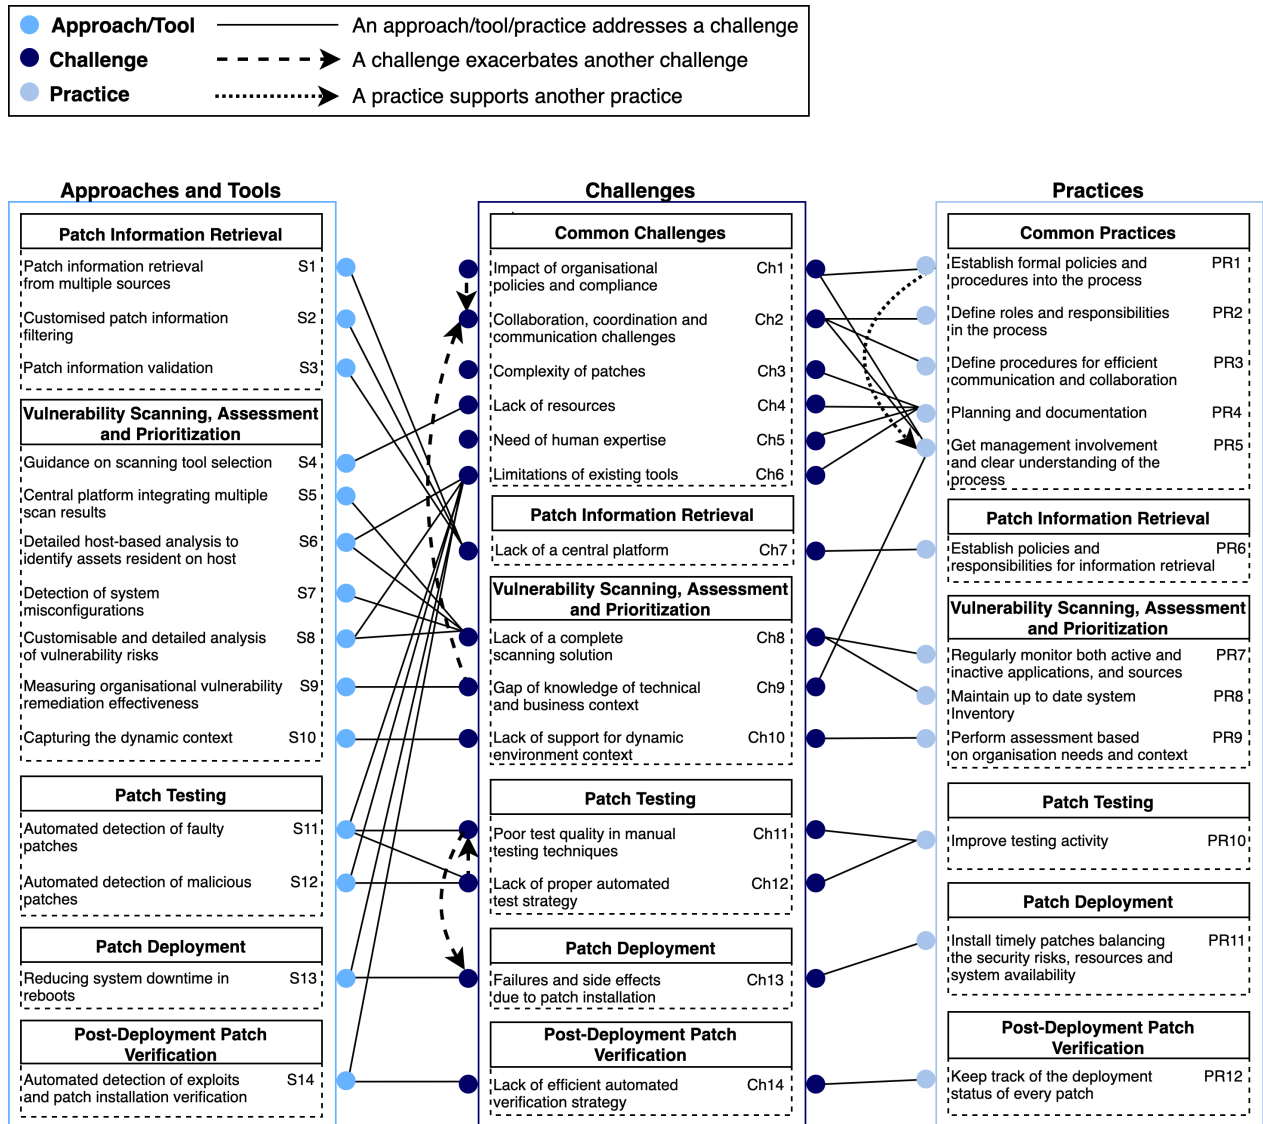 Approach/Tool
An approach/tool/practice addresses a challenge
Challenge
A challenge exacerbates another challenge
Practice
A practice supports another practice
Approaches and Tools
Patch Information Retrieval
Patch information retrieval S1
from multiple sources
Customised patch information S2
filtering
Patch information validation S3
Vulnerability Scanning, Assessment
and Prioritization
Guidance on scanning tool selection S4
Central platform integrating multiple S5
scan results
Detailed host-based analysis to S6
identify assets resident on host
Detection of system S7
misconfigurations
Customisable and detailed analysis S8
of vulnerability risks
Measuring organisational vulnerability S9
remediation effectiveness
Capturing the dynamic context S10
Patch Testing
Automated detection of faulty S11
patches
Automated detection of malicious S12
patches
Patch Deployment
Reducing system downtime in S13
reboots
Post-Deployment Patch
Verification
Automated detection of exploits S14
and patch installation verification
Challenges
Common Challenges
Impact of organisational Ch1
policies and compliance
Collaboration, coordination and Ch2
communication challenges
Complexity of patches Ch3
Lack of resources Ch4
Need of human expertise Ch5
Limitations of existing tools Ch6
Patch Information Retrieval
Lack of a central platform Ch7
Vulnerability Scanning, Assessment
and Prioritization
Lack of a complete Ch8
scanning solution
Gap of knowledge of technical Ch9
and business context
Lack of support for dynamic Ch10
environment context
Patch Testing
Poor test quality in manual Ch11
testing techniques
Lack of proper automated Ch12
test strategy
Patch Deployment
Failures and side effects Ch13
due to patch installation
Post-Deployment Patch
Verification
Lack of efficient automated Ch14
verification strategy
Practices
Common Practices
Establish formal policies and PR1
procedures into the process
Define roles and responsibilities PR2
in the process
Define procedures for efficient PR3
communication and collaboration
Planning and documentation PR4
Get management involvement PR5
and clear understanding of the
process
Patch Information Retrieval
Establish policies and PR6
responsibilities for information retrieval
Vulnerability Scanning, Assessment
and Prioritization
Regularly monitor both active and PR7
inactive applications, and sources
Maintain up to date system PR8
Inventory
Perform assessment based PR9
on organisation needs and context
Patch Testing
Improve testing activity PR10
Patch Deployment
Install timely patches balancing PR11
the security risks, resources and
system availability
Post-Deployment Patch
Verification
Keep track of the deployment PR12
status of every patch